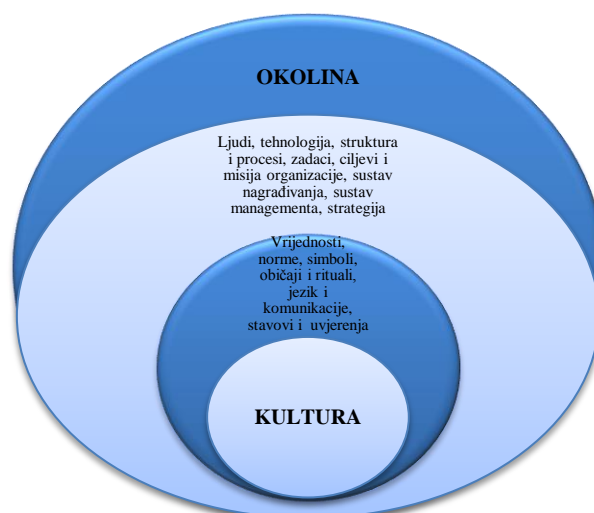 OKOLINA
Ljudi, tehnologija, struktura
i procesi, zadaci, ciljevi i
misija organizacije, sustav
nagrađivanja, sustav
managementa, strategija
Vrijednosti,
norme, simboli,
običaji i rituali,
jezik i
komunikacije,
stavovi i uvjerenja
KULTURA